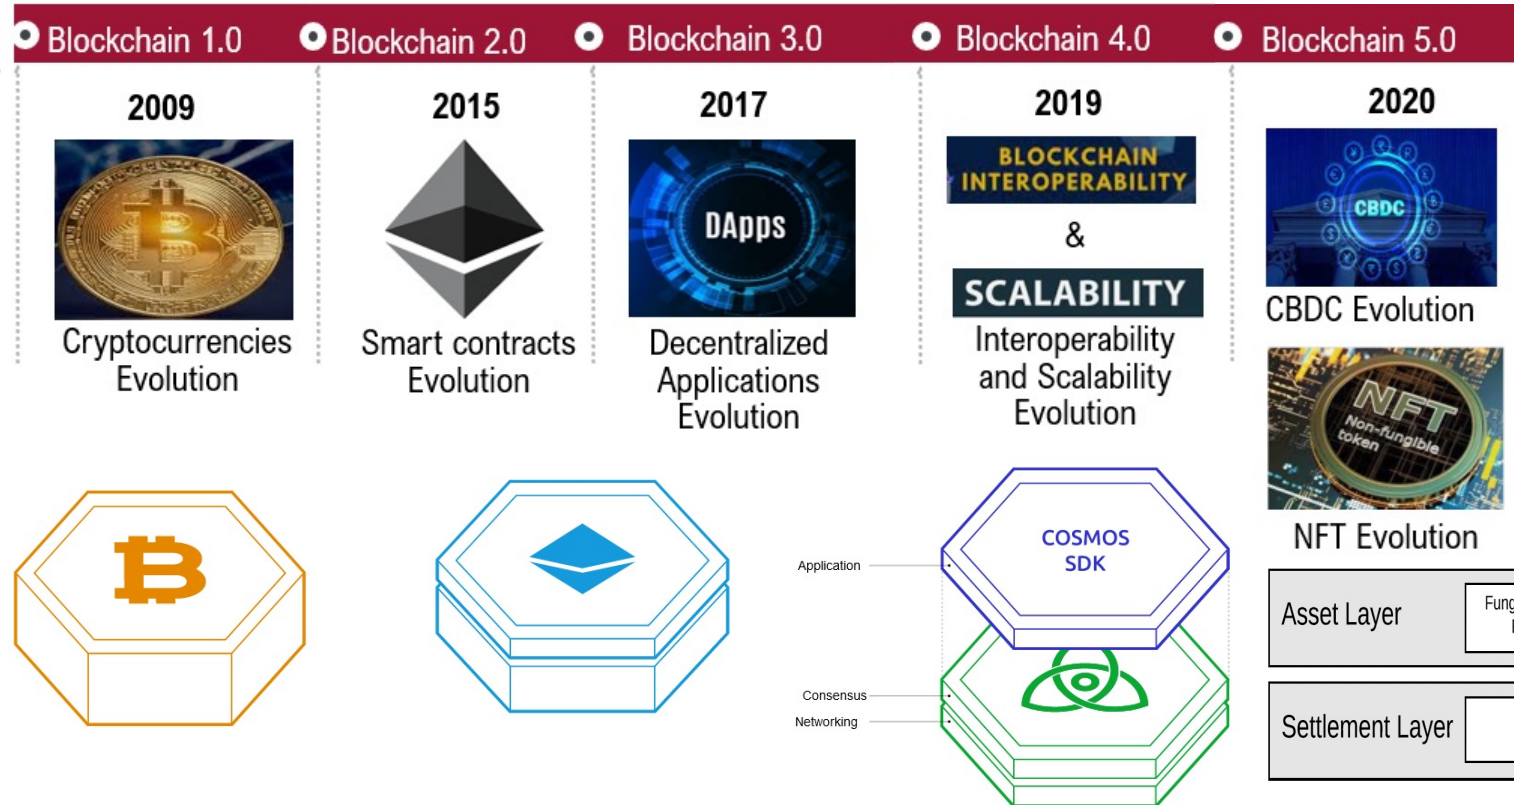 Blockchain 1.0
Blockchain 2.0
Blockchain 3.0
Blockchain 4.0
Blockchain 5.0
2009
2015
2017
2019
2020
Cryptocurrencies
Evolution
Smart contracts
Evolution
DApps
Decentralized
Applications
Evolution
BLOCKCHAIN
INTEROPERABILITY
&
SCALABILITY
Interoperability
and Scalability
Evolution
CBDC
CBDC Evolution
NFT
Non-fungible
token
NFT Evolution
COSMOS
SDK
Application
Consensus
Networking
Asset Layer
Settlement Layer